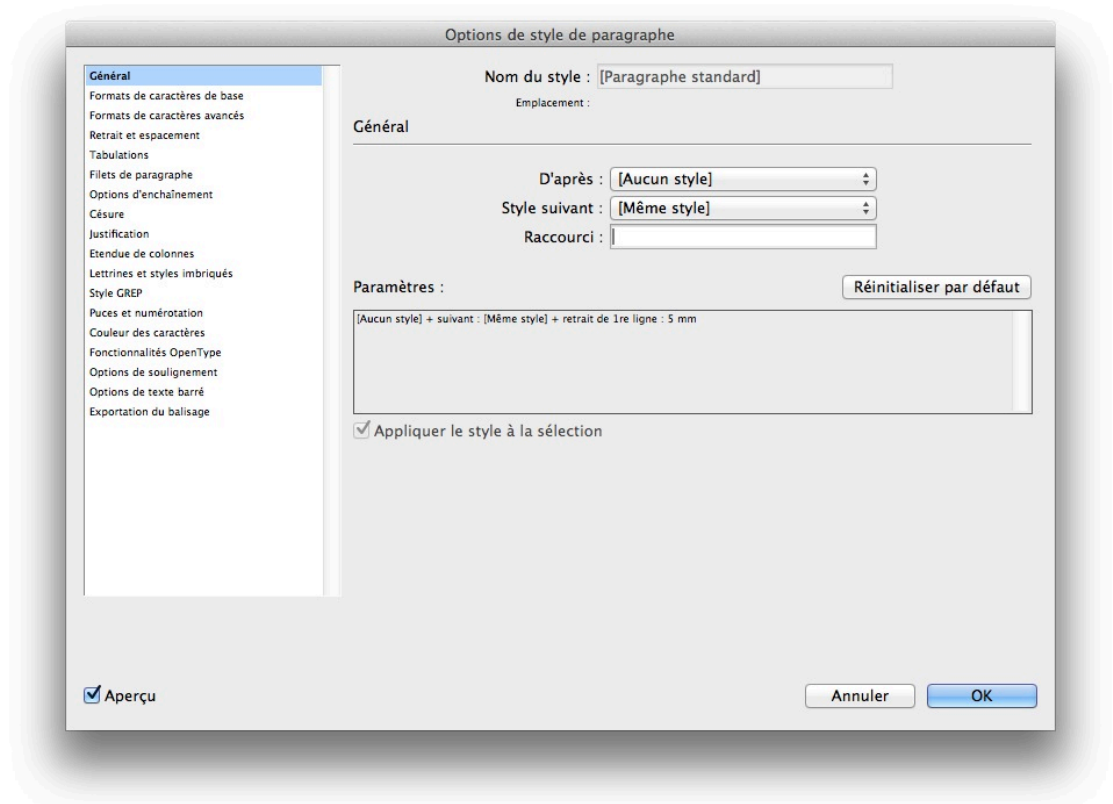 Options de style de paragraphe
Général
Formats de caractères de base
Formats de caractères avancés
Retrait et espacement
Tabulations
Filets de paragraphe
Options d'enchaînement
Césure
Justification
Etendue de colonnes
Lettrines et styles imbriqués
Style GREP
Puces et numérotation
Couleur des caractères
Fonctionnalités OpenType
Options de soulignement
Options de texte barré
Exportation du balisage
Nom du style : [Paragraphe standard]
Emplacement :
Général
D'après : [Aucun style]
Style suivant : [Même style]
Raccourci :
Paramètres : Réinitialiser par défaut
[Aucun style] + suivant : [Même style] + retrait de 1re ligne : 5 mm
Appliquer le style à la sélection
Aperçu Annuler OK